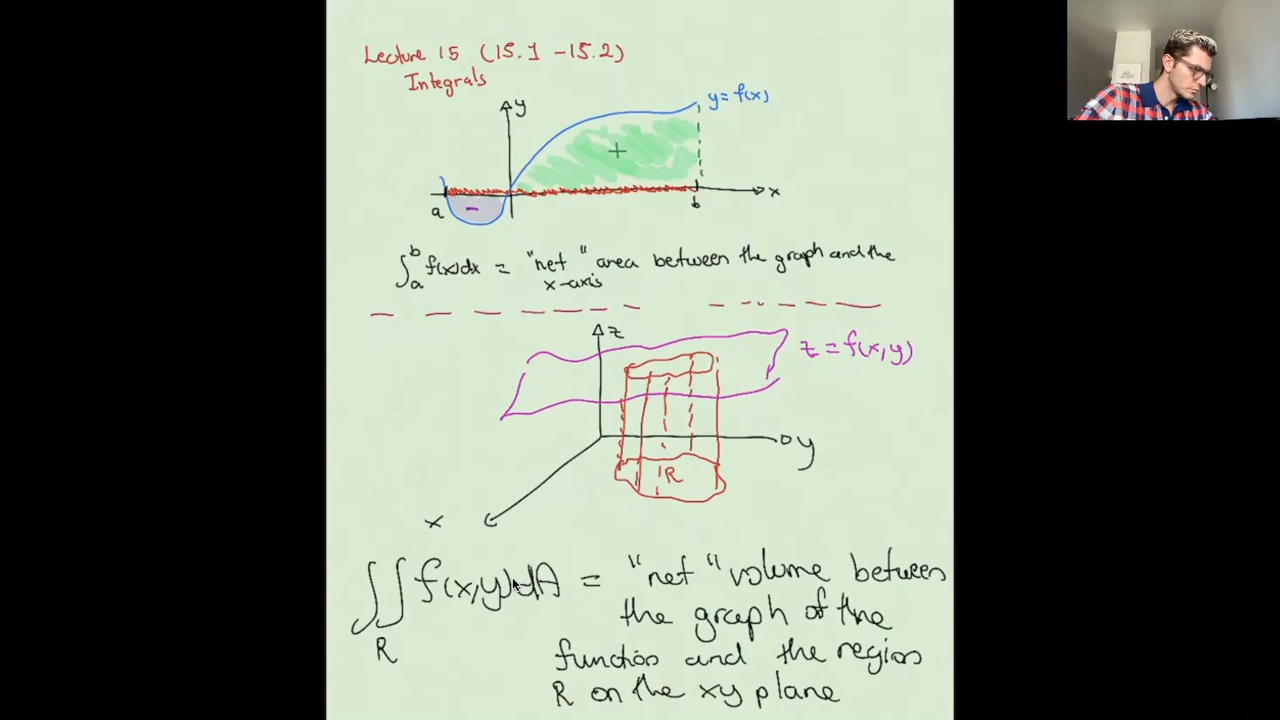 Lecture 15 (15.1 - 15.2)
Integrals
y
y = f(x)
+
x
a
-
b
∫_a^b f(x)dx = "net" area between the graph and the
x-axis
z
z = f(x,y)
y
R
x
∬_R f(x,y)dA = "net" volume between
the graph of the
function and the region
R on the xy plane